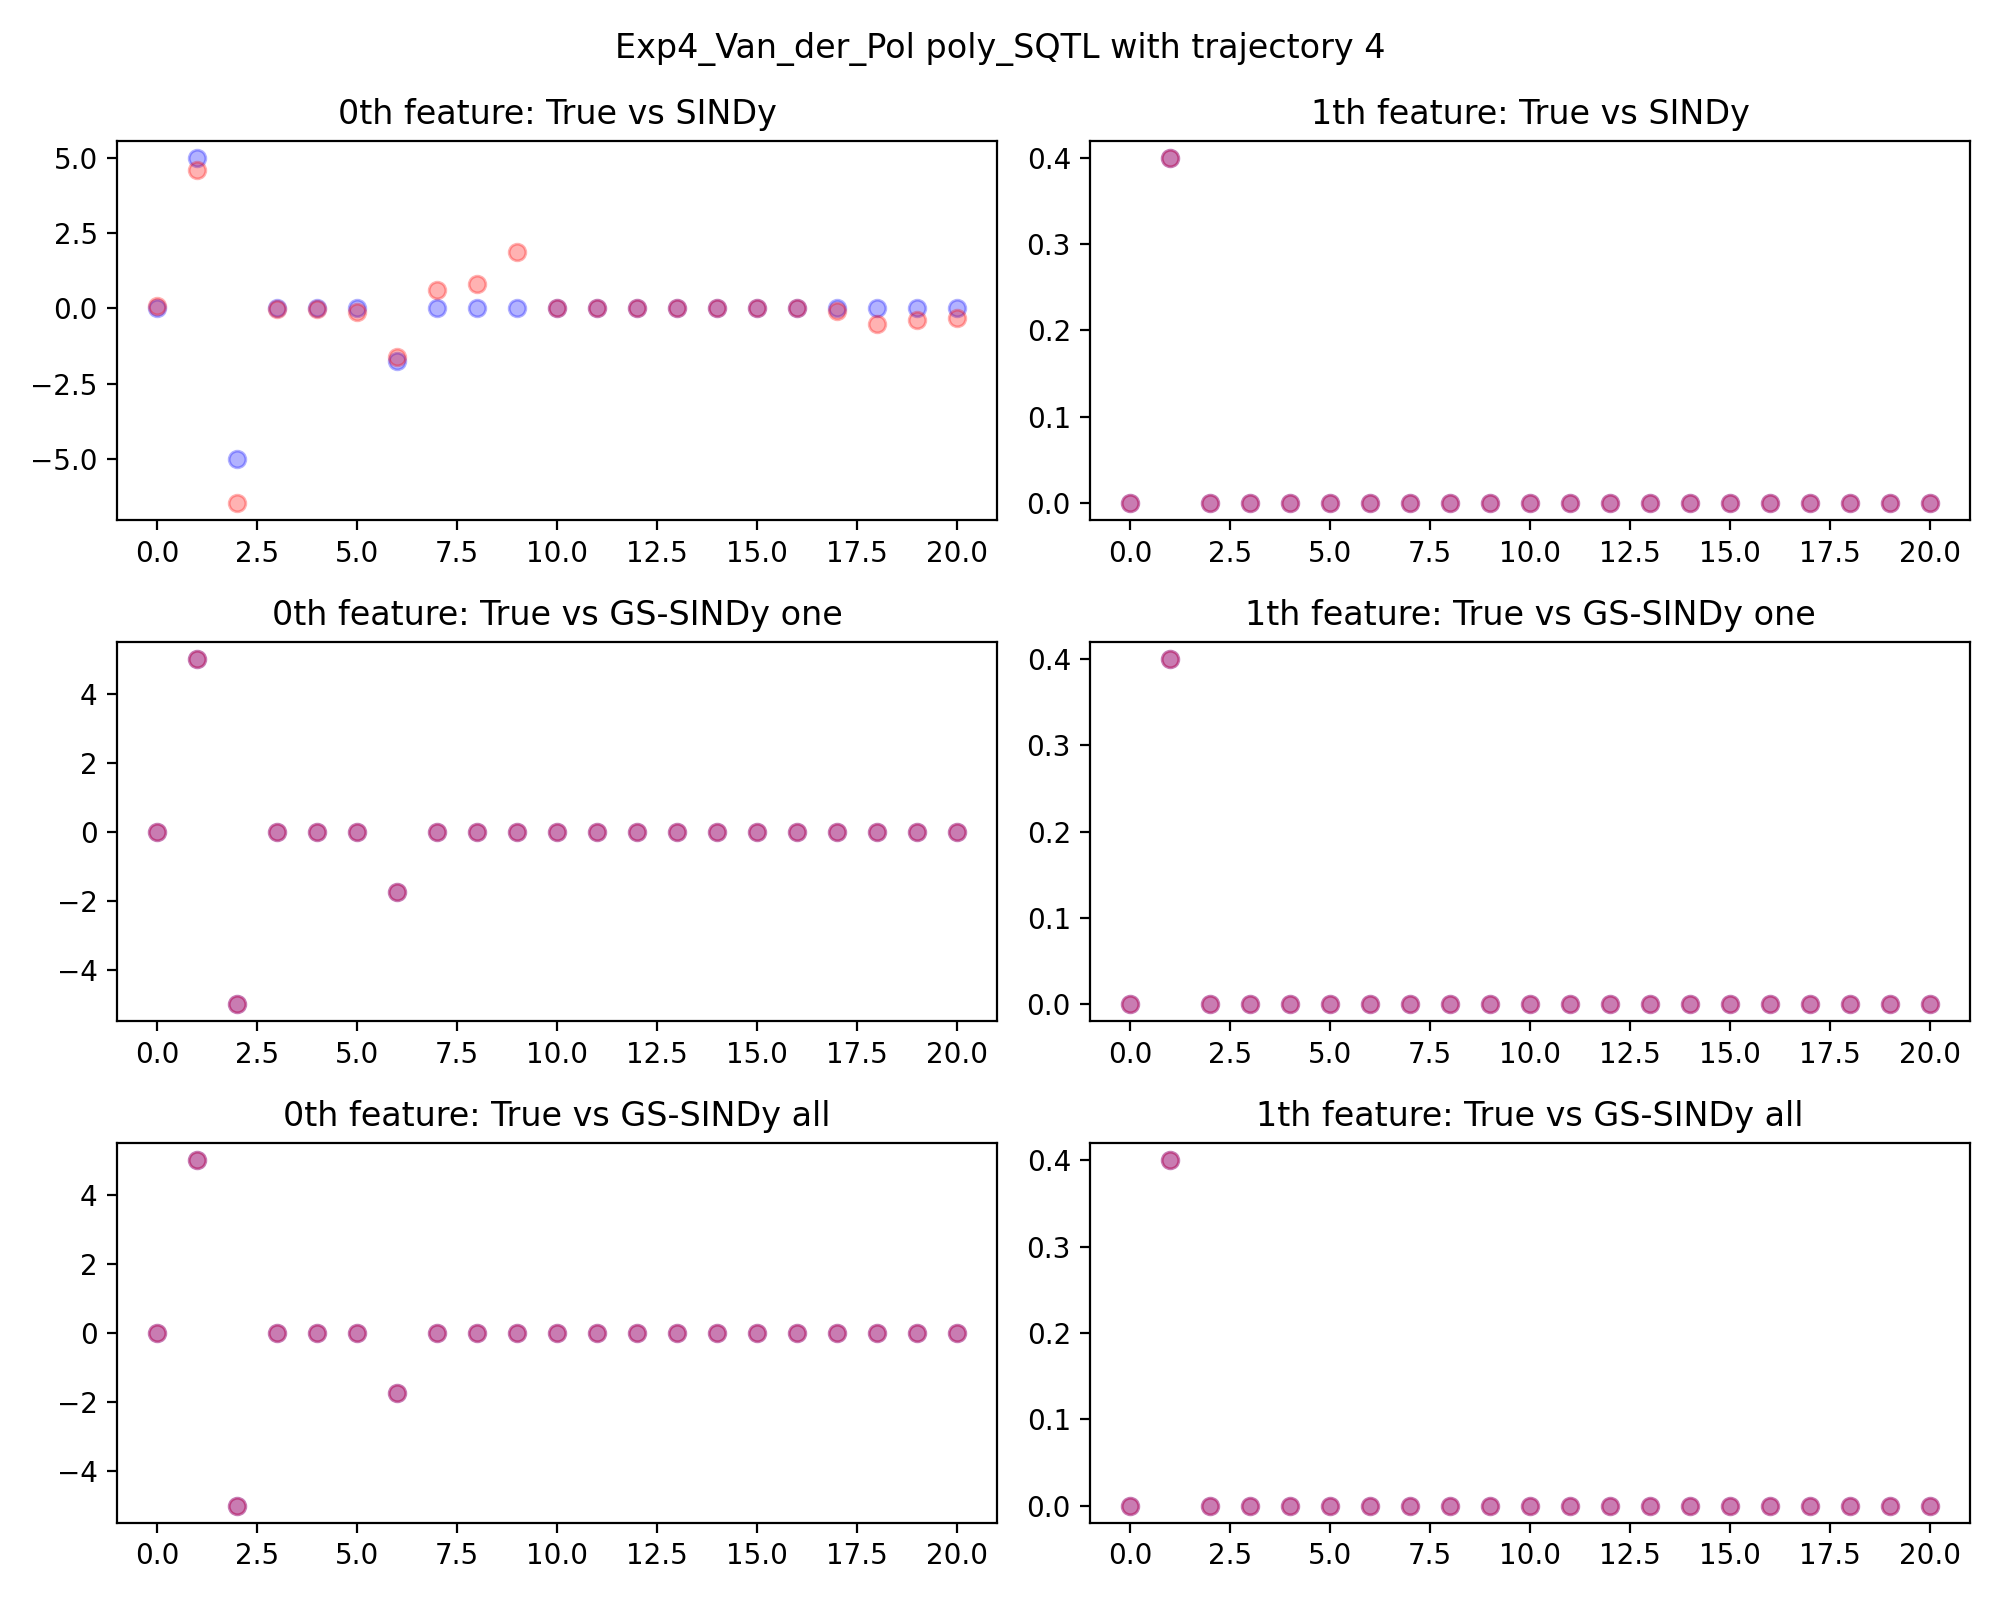 Exp4_Van_der_Pol poly_SQTL with trajectory 4
0th feature: True vs SINDy
5.0
2.5
0.0
−2.5
−5.0
0.0 2.5 5.0 7.5 10.0 12.5 15.0 17.5 20.0
1th feature: True vs SINDy
0.4
0.3
0.2
0.1
0.0
0.0 2.5 5.0 7.5 10.0 12.5 15.0 17.5 20.0
0th feature: True vs GS-SINDy one
4
2
0
−2
−4
0.0 2.5 5.0 7.5 10.0 12.5 15.0 17.5 20.0
1th feature: True vs GS-SINDy one
0.4
0.3
0.2
0.1
0.0
0.0 2.5 5.0 7.5 10.0 12.5 15.0 17.5 20.0
0th feature: True vs GS-SINDy all
4
2
0
−2
−4
0.0 2.5 5.0 7.5 10.0 12.5 15.0 17.5 20.0
1th feature: True vs GS-SINDy all
0.4
0.3
0.2
0.1
0.0
0.0 2.5 5.0 7.5 10.0 12.5 15.0 17.5 20.0